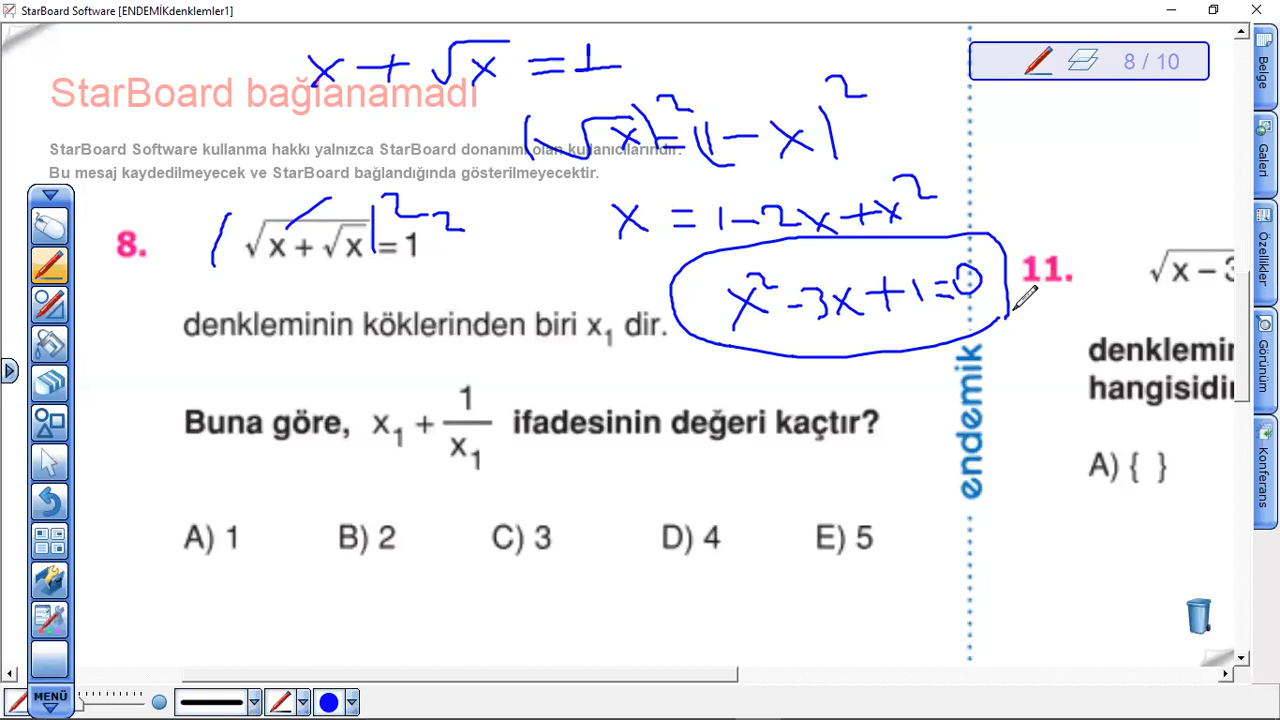 StarBoard Software [ENDEMİKdenklemler1]
x + √x = 1
StarBoard bağlanamadı
(√x)² = (1 - x)²
StarBoard Software kullanma hakkı yalnızca StarBoard donanımı olan kullanıcılarındır.
Bu mesaj kaydedilmeyecek ve StarBoard bağlandığında gösterilmeyecektir.
8 / 10
x = 1 - 2x + x²
8. (√(x + √x))² = 1²
x² - 3x + 1 = 0
denkleminin köklerinden biri x₁ dir.
Buna göre, x₁ + 1/x₁ ifadesinin değeri kaçtır?
A) 1 B) 2 C) 3 D) 4 E) 5
endemik
11. √x – 3
denklemin
hangisidir
A) { }
Belge
Galeri
Özellikler
Görünüm
Konferans
MENÜ